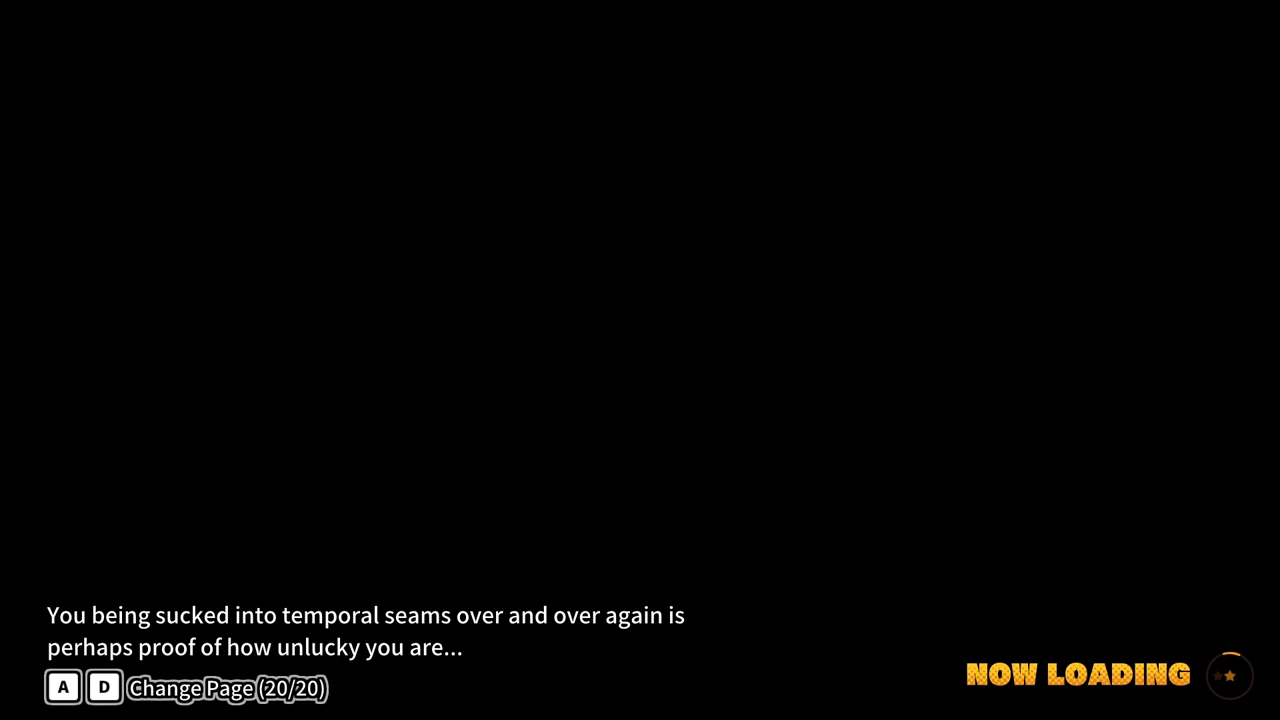 You being sucked into temporal seams over and over again is
perhaps proof of how unlucky you are...
A D Change Page (20/20)
NOW LOADING